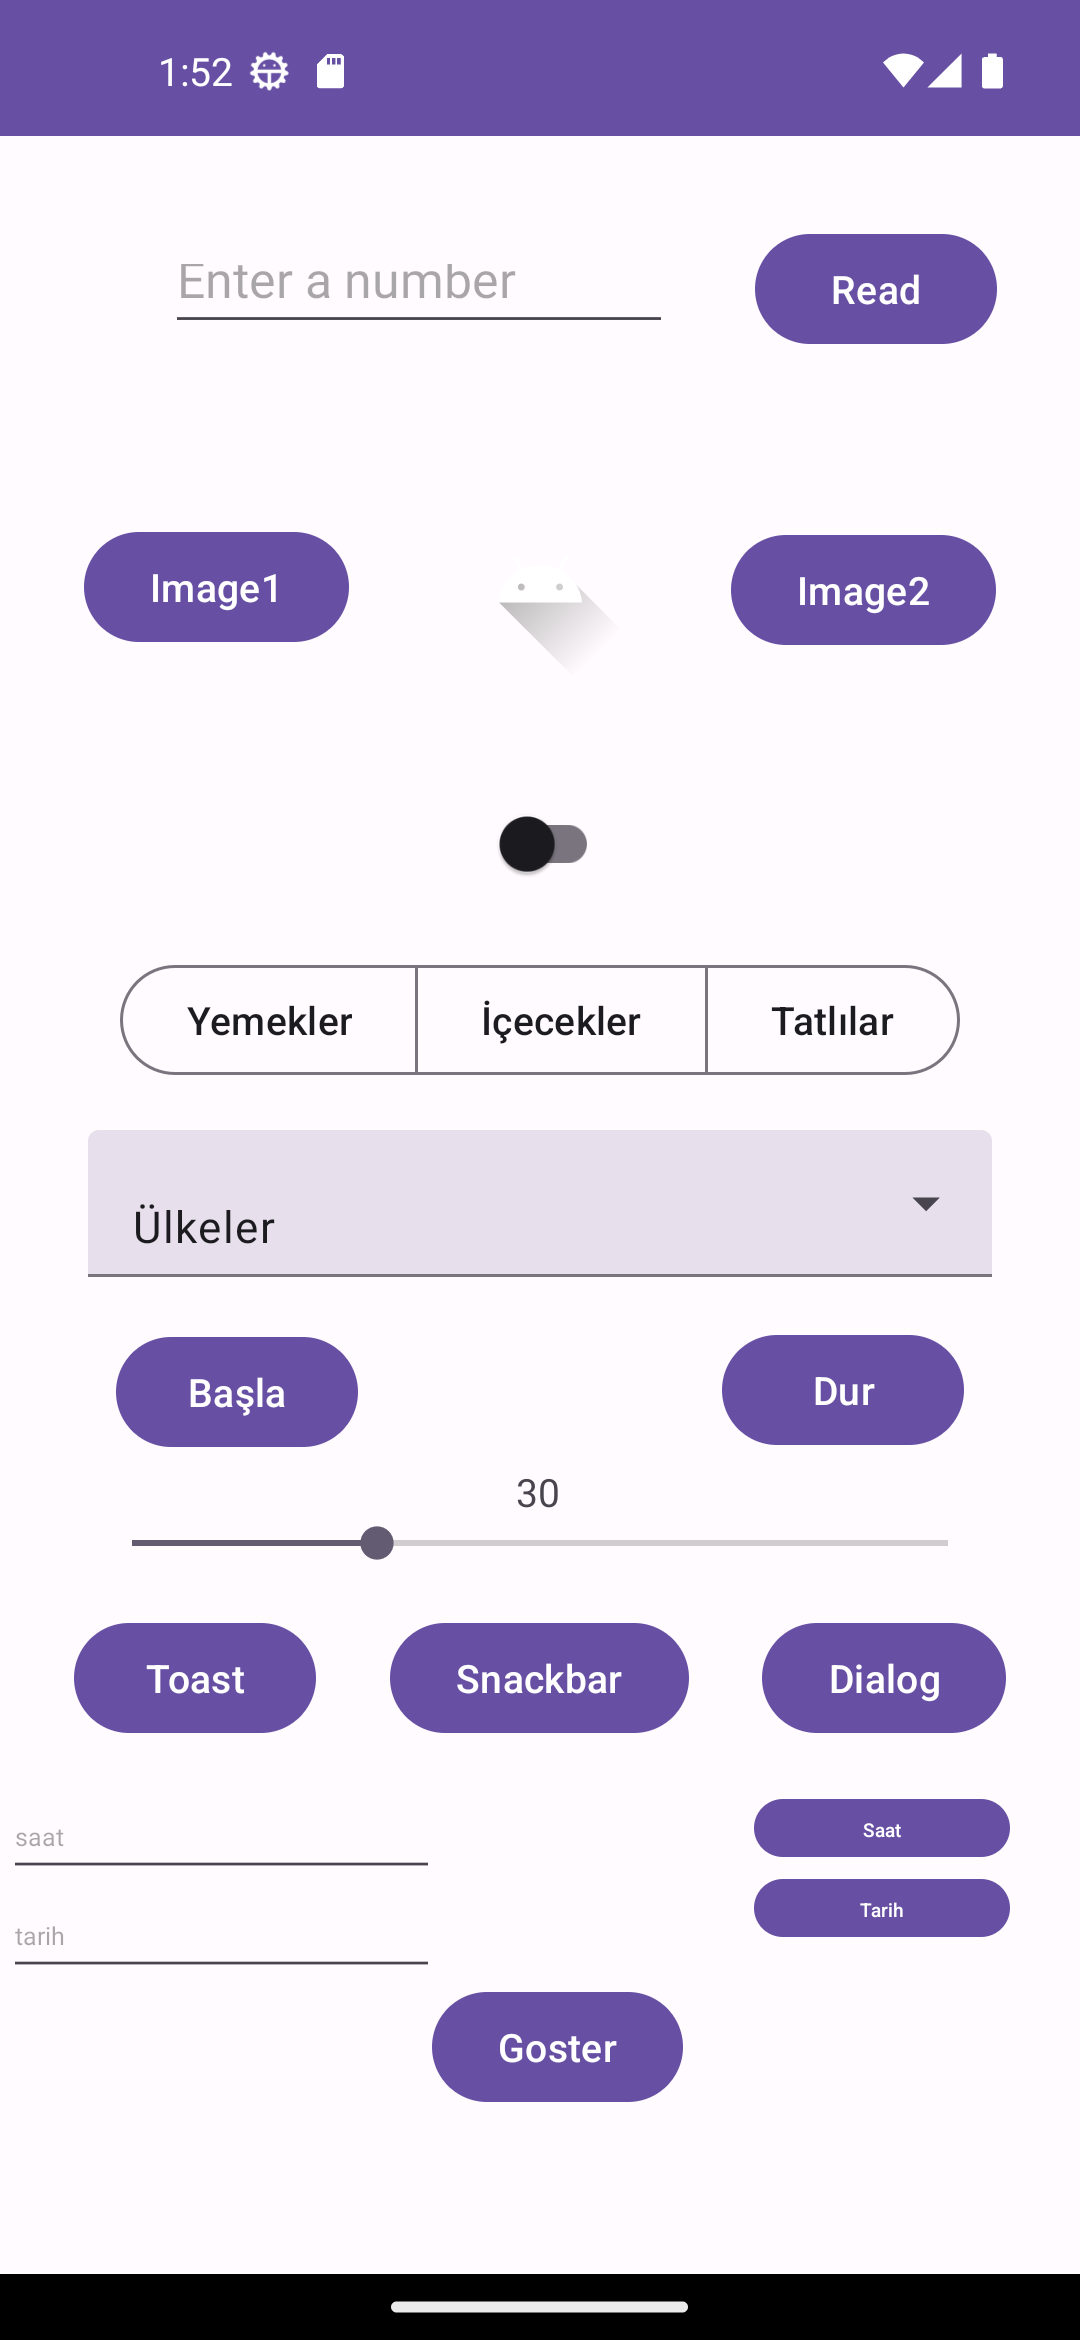 1:52
Enter a number
Read
Image1
Image2
Yemekler İçecekler Tatlılar
Ülkeler
Başla
Dur
30
Toast
Snackbar
Dialog
saat
Saat
tarih
Tarih
Goster